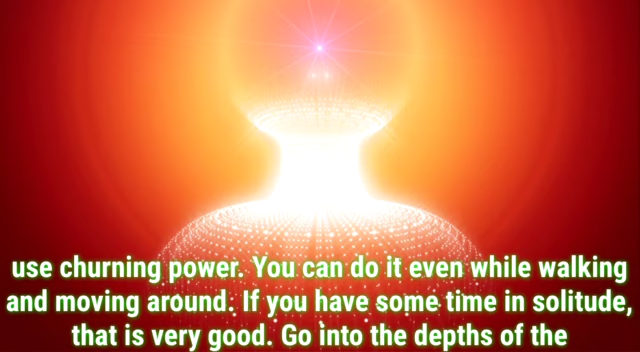 use churning power. You can do it even while walking
and moving around. If you have some time in solitude,
that is very good. Go into the depths of the